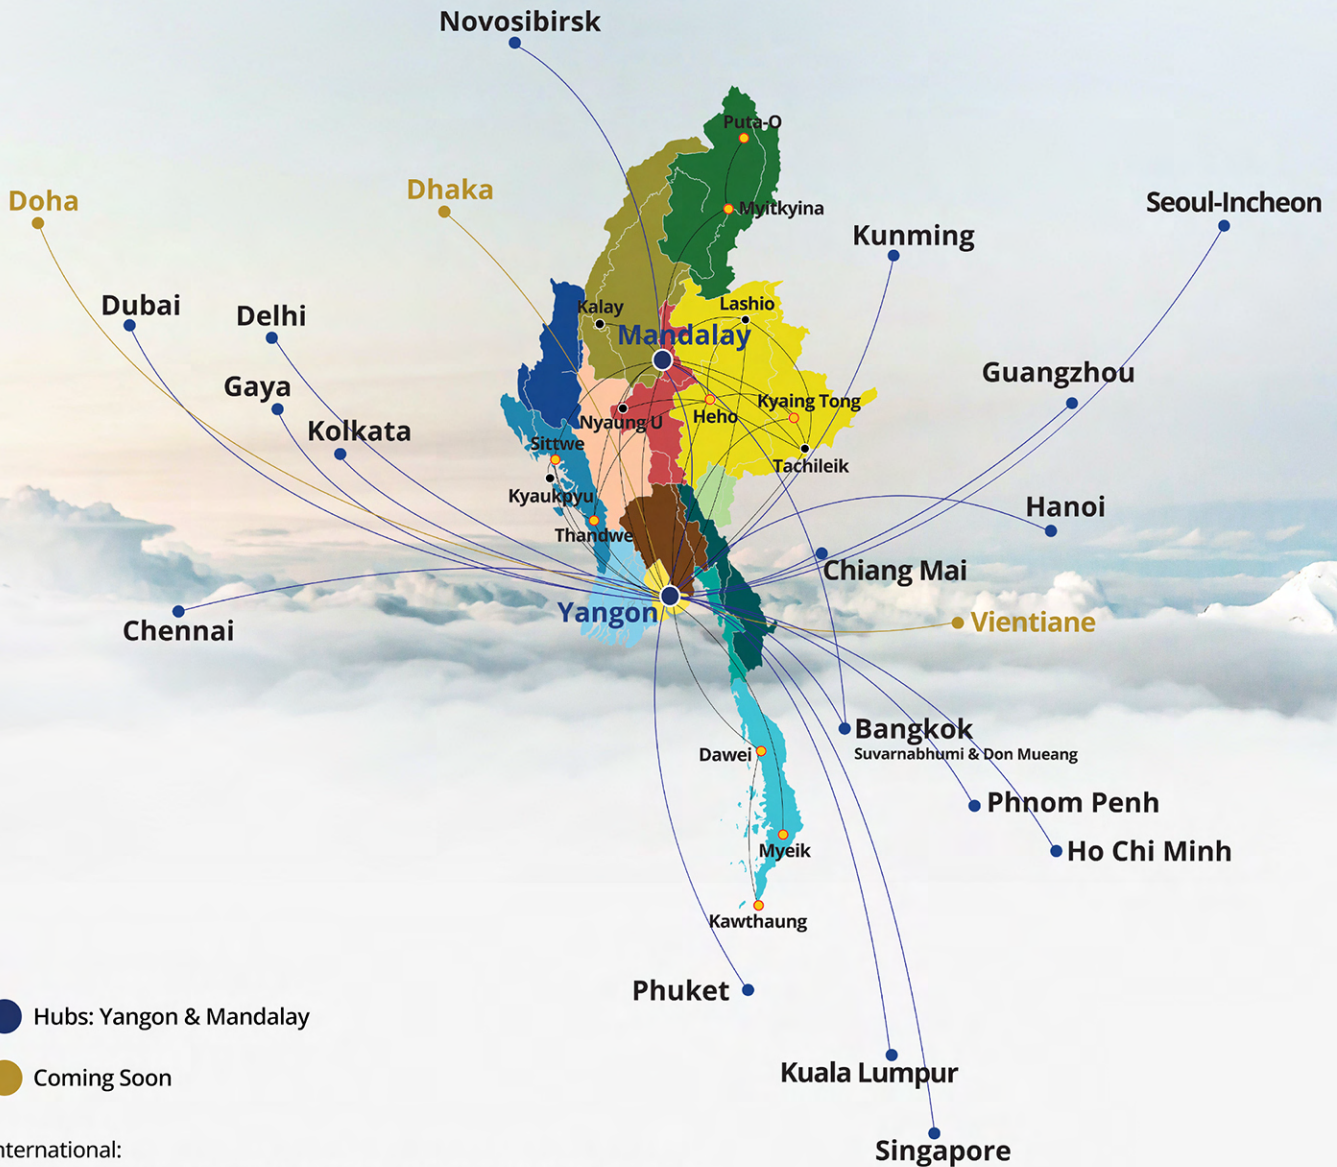 Novosibirsk
Puta-O
Dhaka
Doha
Seoul-Incheon
Myitkyina
Kunming
Dubai
Delhi
Kalay
Lashio
Mandalay
Guangzhou
Gaya
Kyaing Tong
Heho
Nyaung U
Kolkata
Sittwe
Tachileik
Kyaukpyu
Hanoi
Thandwe
Chiang Mai
Yangon
Vientiane
Chennai
Bangkok
Suvarnabhumi & Don Mueang
Dawei
Phnom Penh
Myeik
Ho Chi Minh
Kawthaung
Phuket
Hubs: Yangon & Mandalay
Kuala Lumpur
Coming Soon
nternational:
Singapore